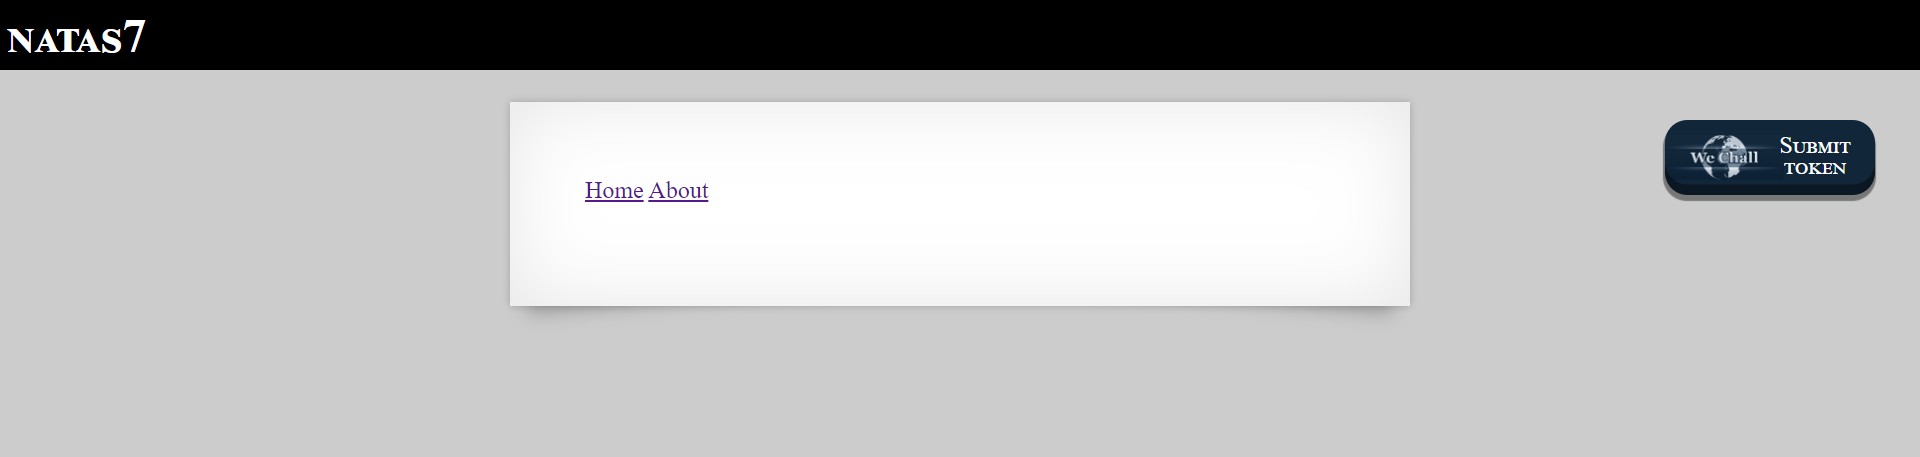 NATAS7
Home About
We Chall
SUBMIT
TOKEN